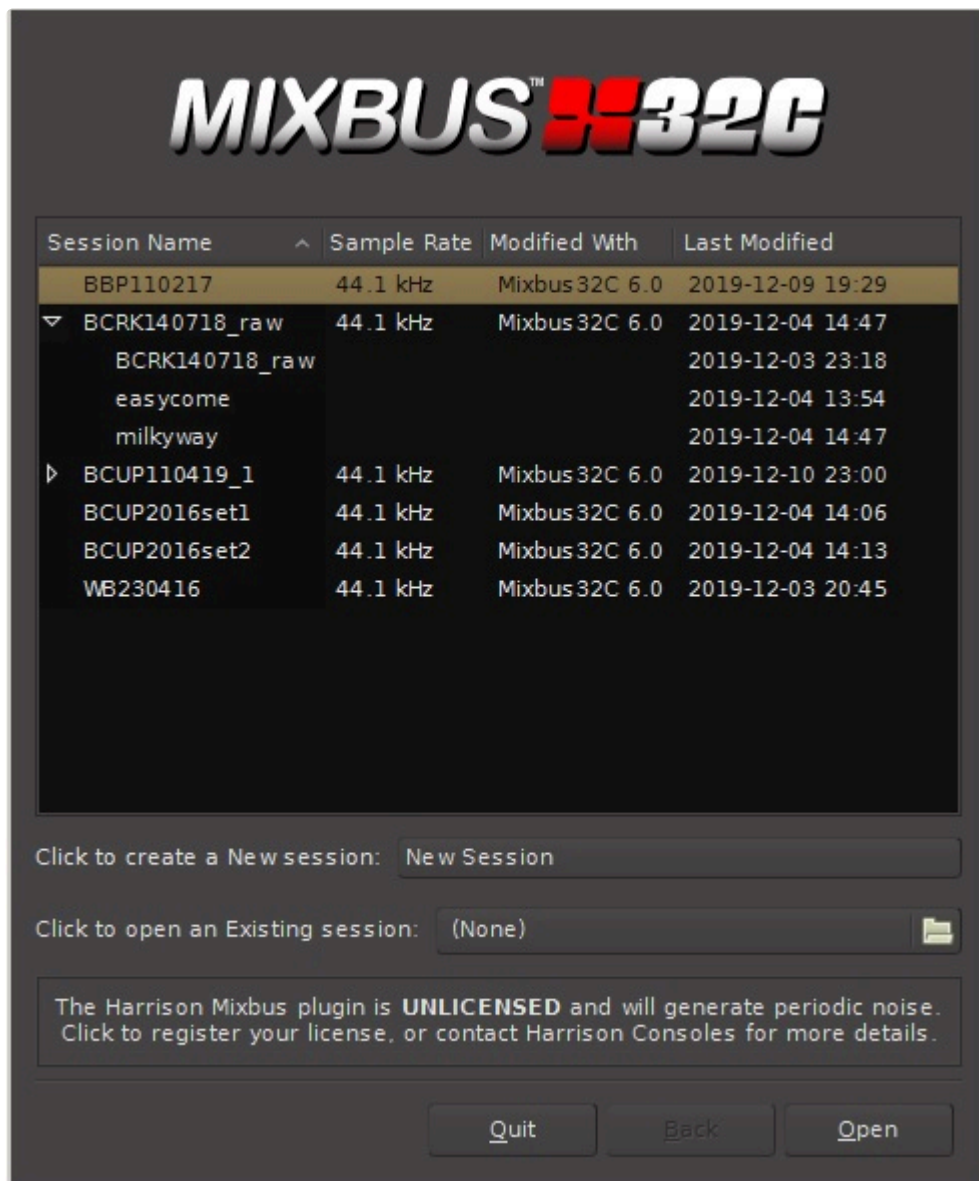 MIXBUS™ 32C
Session Name Sample Rate Modified With Last Modified
BBP110217 44.1 kHz Mixbus32C 6.0 2019-12-09 19:29
BCRK140718_raw 44.1 kHz Mixbus32C 6.0 2019-12-04 14:47
BCRK140718_raw 2019-12-03 23:18
easycome 2019-12-04 13:54
milkyway 2019-12-04 14:47
BCUP110419_1 44.1 kHz Mixbus32C 6.0 2019-12-10 23:00
BCUP2016set1 44.1 kHz Mixbus32C 6.0 2019-12-04 14:06
BCUP2016set2 44.1 kHz Mixbus32C 6.0 2019-12-04 14:13
WB230416 44.1 kHz Mixbus32C 6.0 2019-12-03 20:45
Click to create a New session: New Session
Click to open an Existing session: (None)
The Harrison Mixbus plugin is UNLICENSED and will generate periodic noise.
Click to register your license, or contact Harrison Consoles for more details.
Quit Back Open